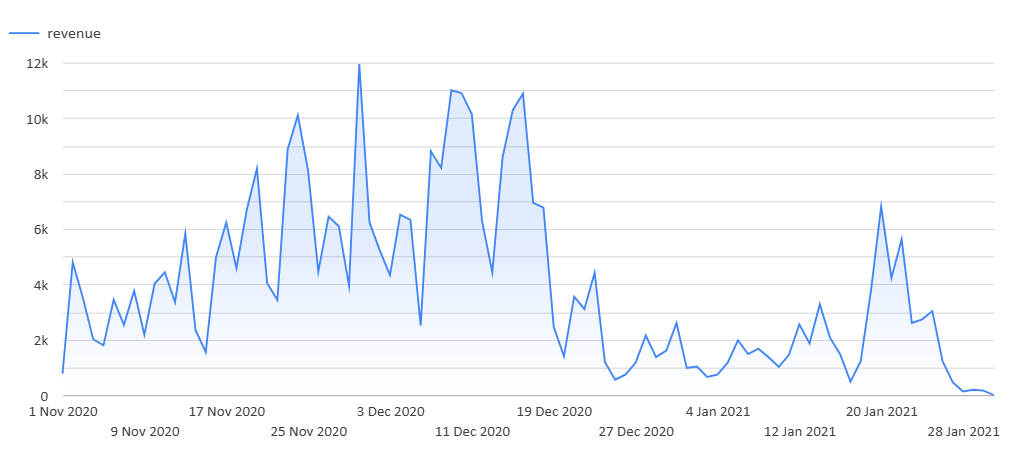 revenue
12k
10k
8k
6k
4k
2k
0
1 Nov 2020 17 Nov 2020 3 Dec 2020 19 Dec 2020 4 Jan 2021 20 Jan 2021
9 Nov 2020 25 Nov 2020 11 Dec 2020 27 Dec 2020 12 Jan 2021 28 Jan 2021